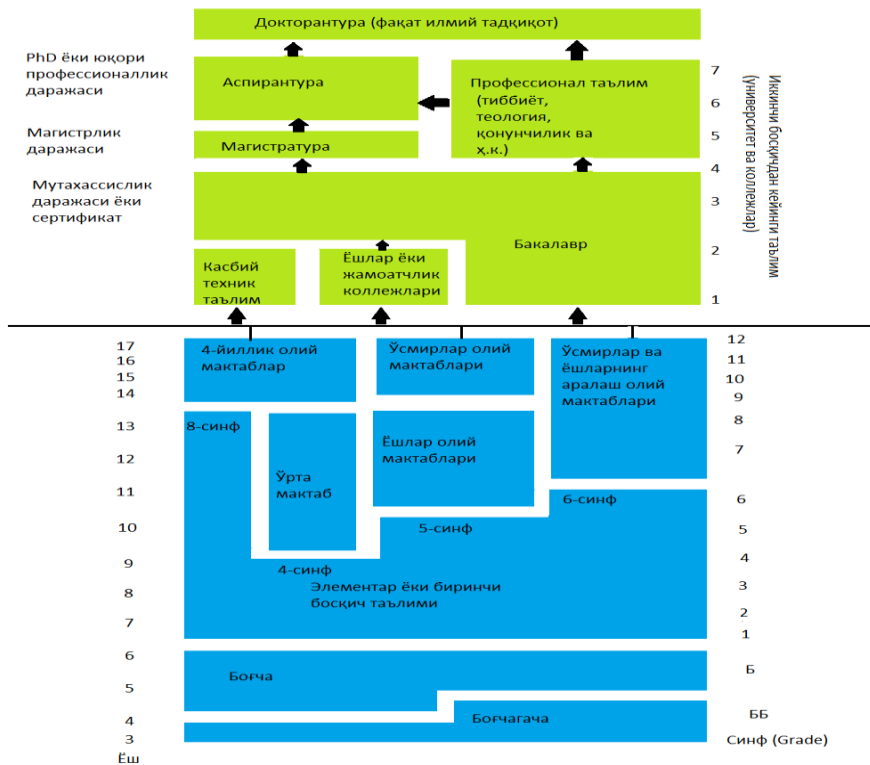 Докторантура (фақат илмий тадқиқот)
PhD ёки юқори
профессионаллик
даражаси
Аспирантура
Профессионал таълим
(тиббиёт,
теология,
қонунчилик ва
ҳ.к.)
7
6
5
4
3
2
1
Иккинчи босқичдан кейинги таълим
(университет ва коллежлар)
Магистрлик
даражаси
Магистратура
Мутахассислик
даражаси ёки
сертификат
Бакалавр
Касбий
техник
таълим
Ёшлар ёки
жамоатчлик
коллежлари
17
16
15
14
13
12
11
10
9
8
7
6
5
4
3
Ёш
4-йиллик олий
мактаблар
Ўсмирлар олий
мактаблари
Ўсмирлар ва
ёшларнинг
аралаш олий
мактаблари
8-синф
Ўрта
мактаб
Ёшлар олий
мактаблари
6-синф
5-синф
4-синф
Элементар ёки биринчи
босқич таълими
Боғча
Боғчагача
12
11
10
9
8
7
6
5
4
3
2
1
Б
ББ
Синф (Grade)